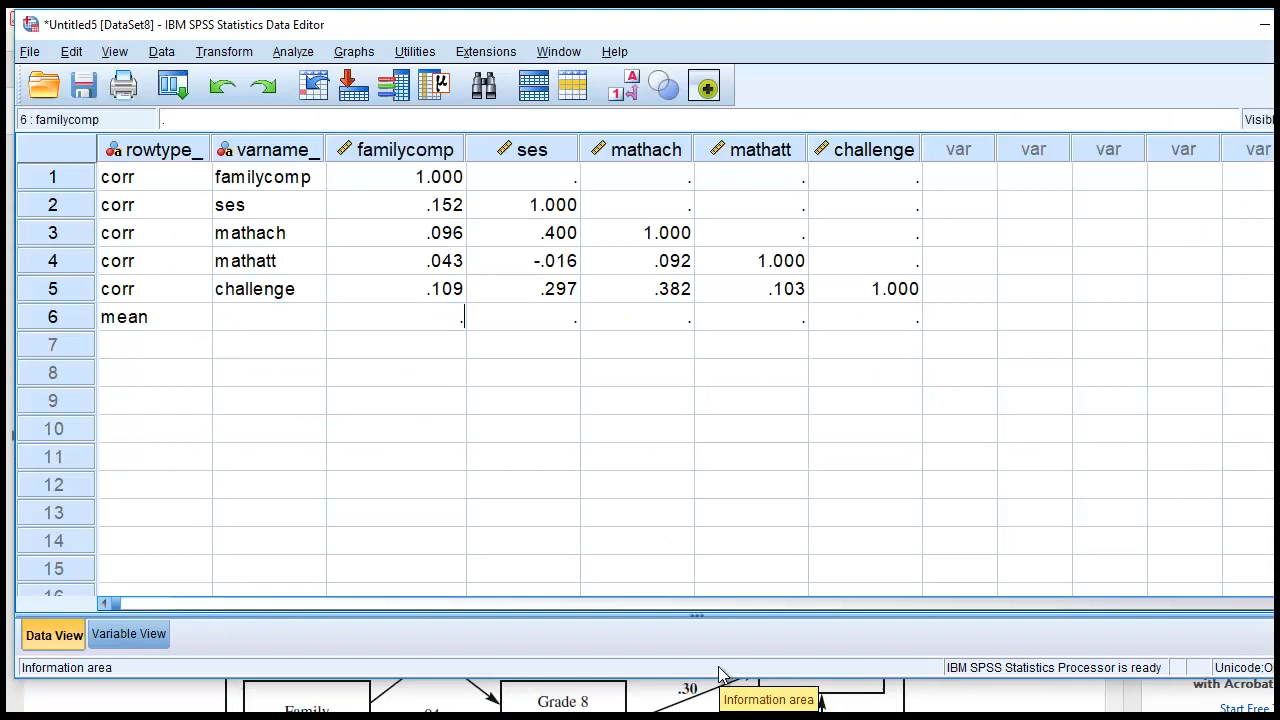 *Untitled5 [DataSet8] - IBM SPSS Statistics Data Editor
File Edit View Data Transform Analyze Graphs Utilities Extensions Window Help
6 : familycomp .
rowtype_ varname_ familycomp ses mathach mathatt challenge var var var var var
1 corr familycomp 1.000 . . . .
2 corr ses .152 1.000 . . .
3 corr mathach .096 .400 1.000 . .
4 corr mathatt .043 -.016 .092 1.000 .
5 corr challenge .109 .297 .382 .103 1.000
6 mean . . . . .
7
8
9
10
11
12
13
14
15
16
Data View Variable View
Information area IBM SPSS Statistics Processor is ready
Information area
.30
Grade 8
Family
with Acrobat
Start Free